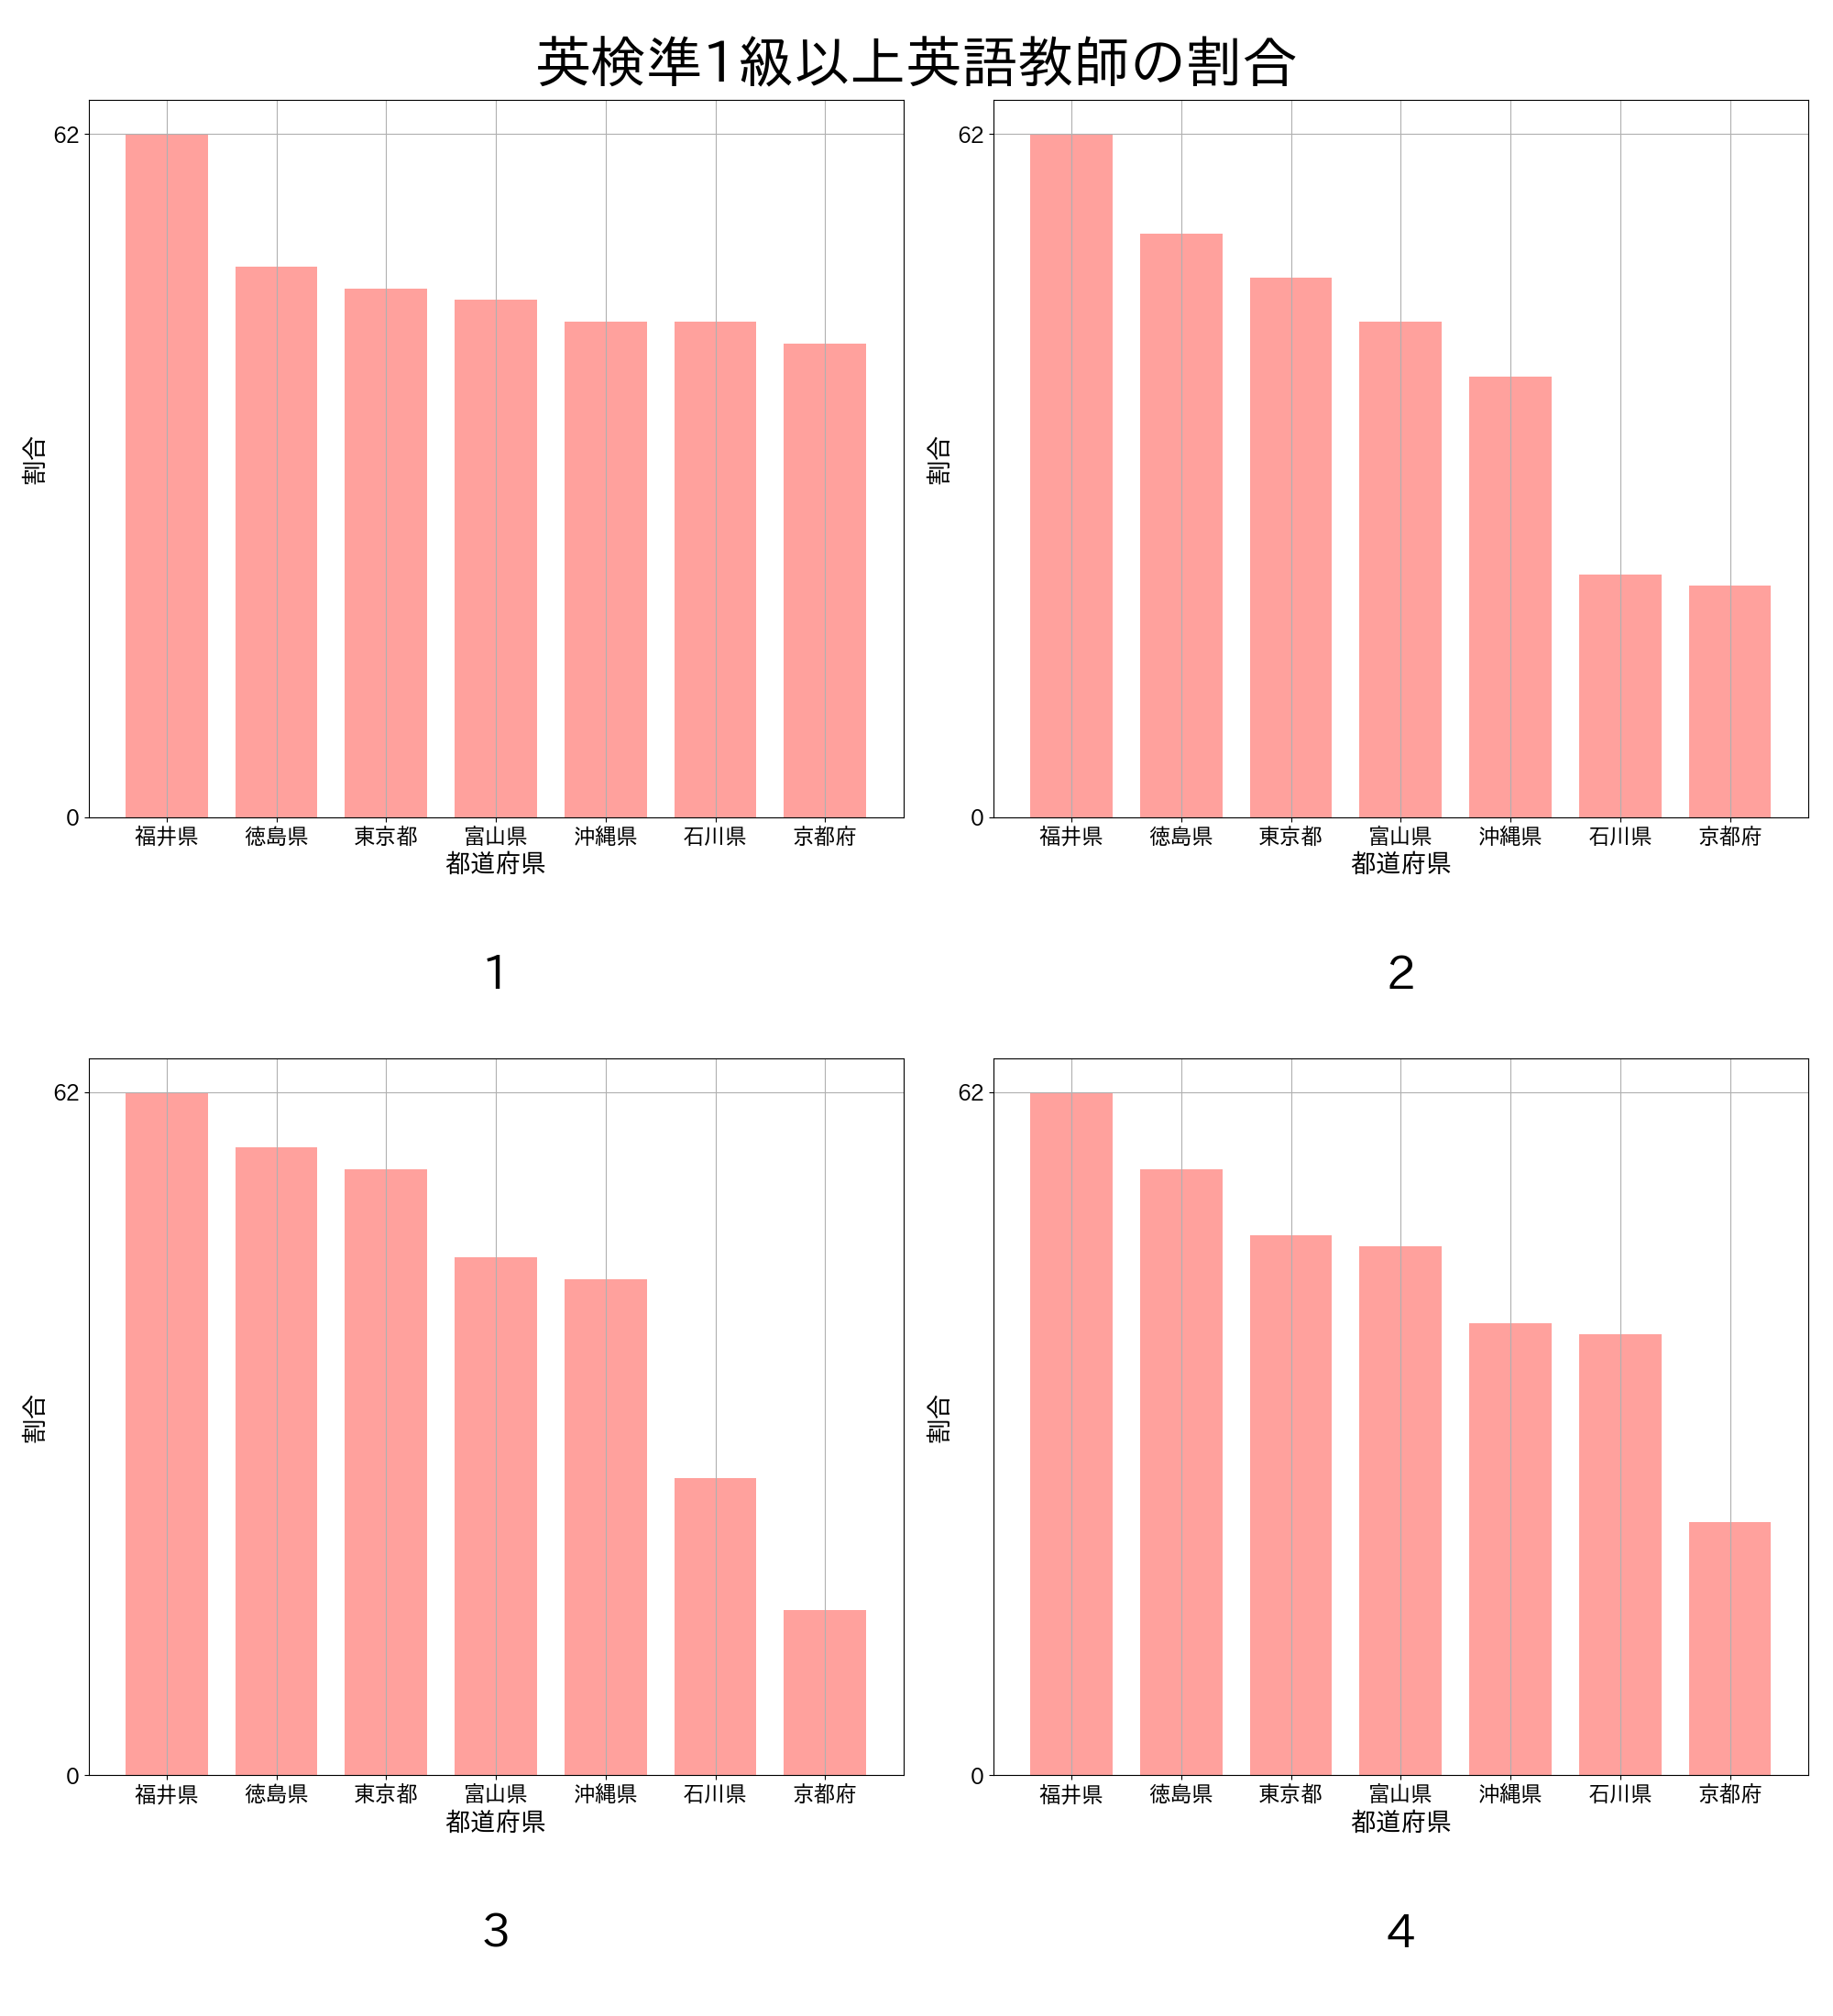 英検準1級以上英語教師の割合
62
0
割合
福井県 徳島県 東京都 富山県 沖縄県 石川県 京都府
都道府県
1
62
0
割合
福井県 徳島県 東京都 富山県 沖縄県 石川県 京都府
都道府県
2
62
0
割合
福井県 徳島県 東京都 富山県 沖縄県 石川県 京都府
都道府県
3
62
0
割合
福井県 徳島県 東京都 富山県 沖縄県 石川県 京都府
都道府県
4